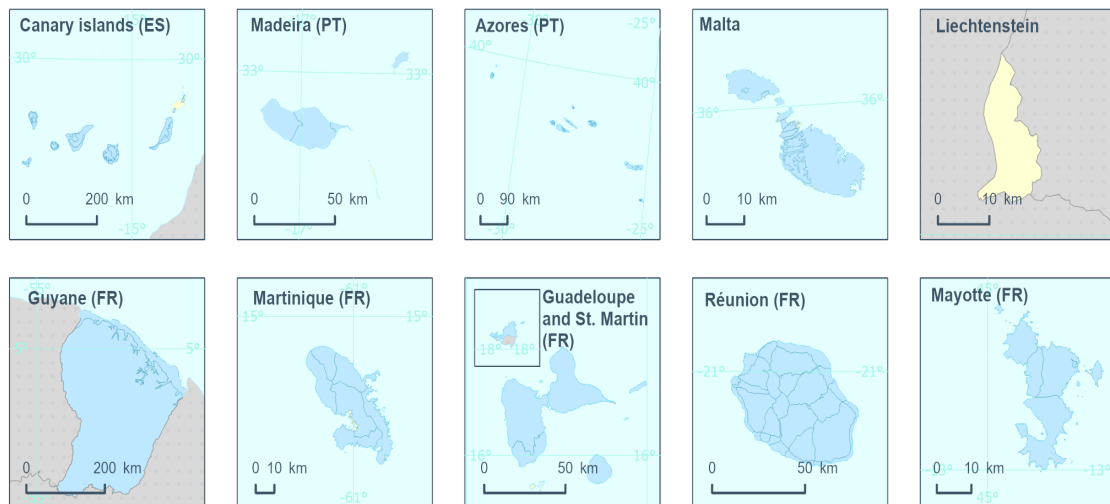 Canary islands (ES)
-15°
30°
30°
0 200 km
-15°
Madeira (PT)
33°
33°
0 50 km
-17°
Azores (PT)
40°
40°
0 90 km
-30°
-25°
Malta
36°
36°
0 10 km
Liechtenstein
0 10 km
-55°
Guyane (FR)
5°
5°
0 200 km
-55°
-61°
Martinique (FR)
15°
15°
0 10 km
-61°
Guadeloupe
and St. Martin
(FR)
18° 18°
16°
16°
0 50 km
Réunion (FR)
-21°
-21°
0 50 km
45°
Mayotte (FR)
0 10 km
-13°
-13°
45°